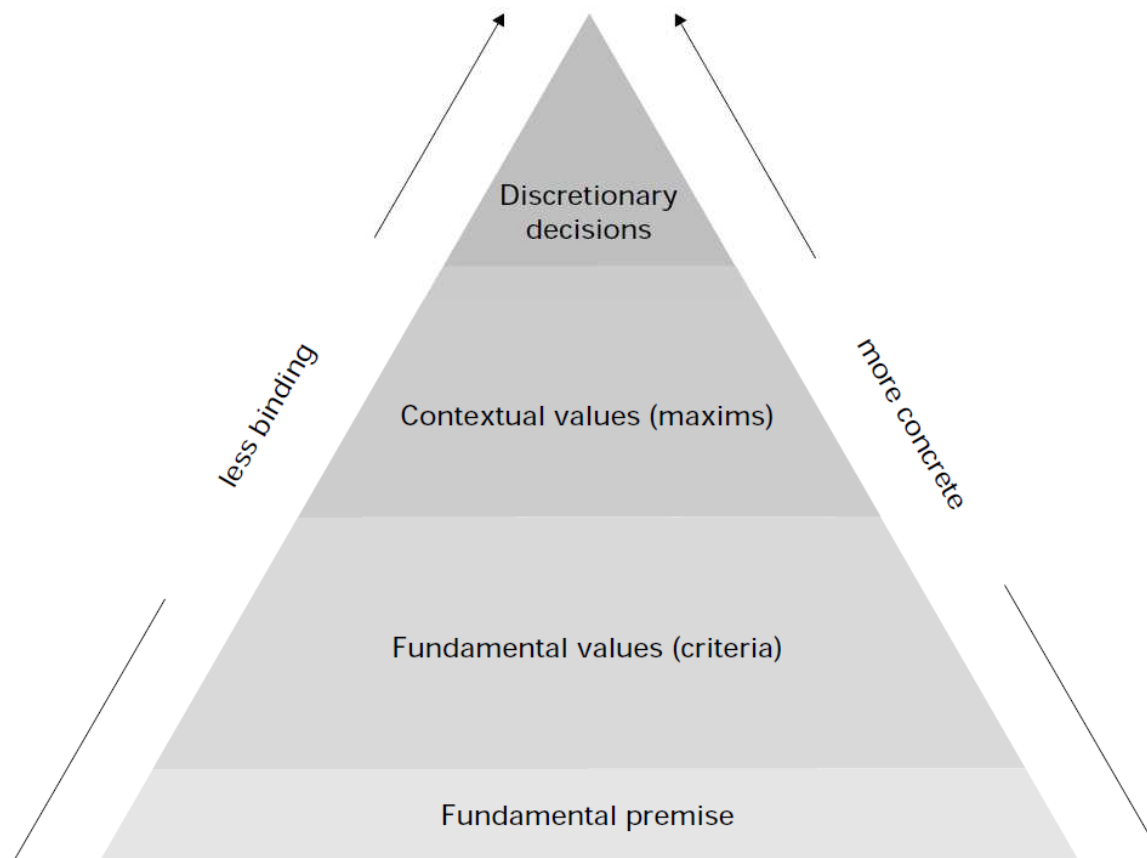 Discretionary
decisions
less binding
more concrete
Contextual values (maxims)
Fundamental values (criteria)
Fundamental premise